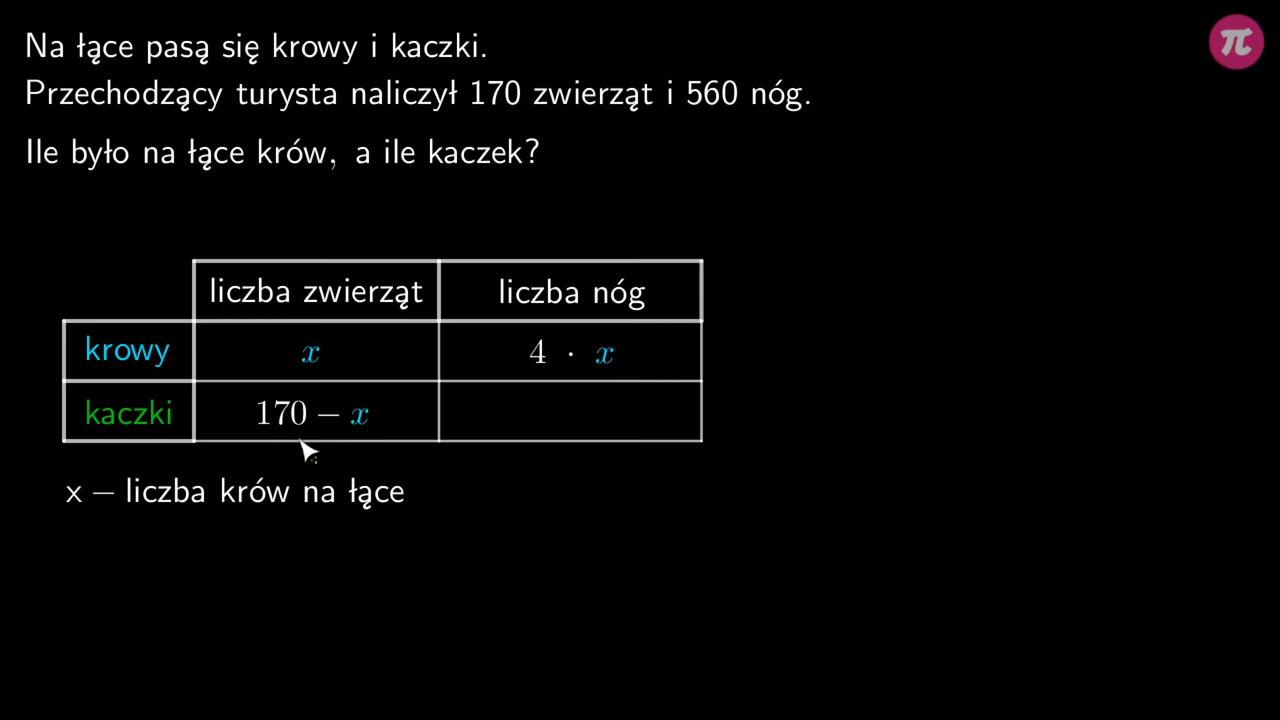 Na łące pasą się krowy i kaczki.
Przechodzący turysta naliczył 170 zwierząt i 560 nóg.
Ile było na łące krów, a ile kaczek?
π
liczba zwierząt liczba nóg
krowy x 4 · x
kaczki 170 − x
x − liczba krów na łące